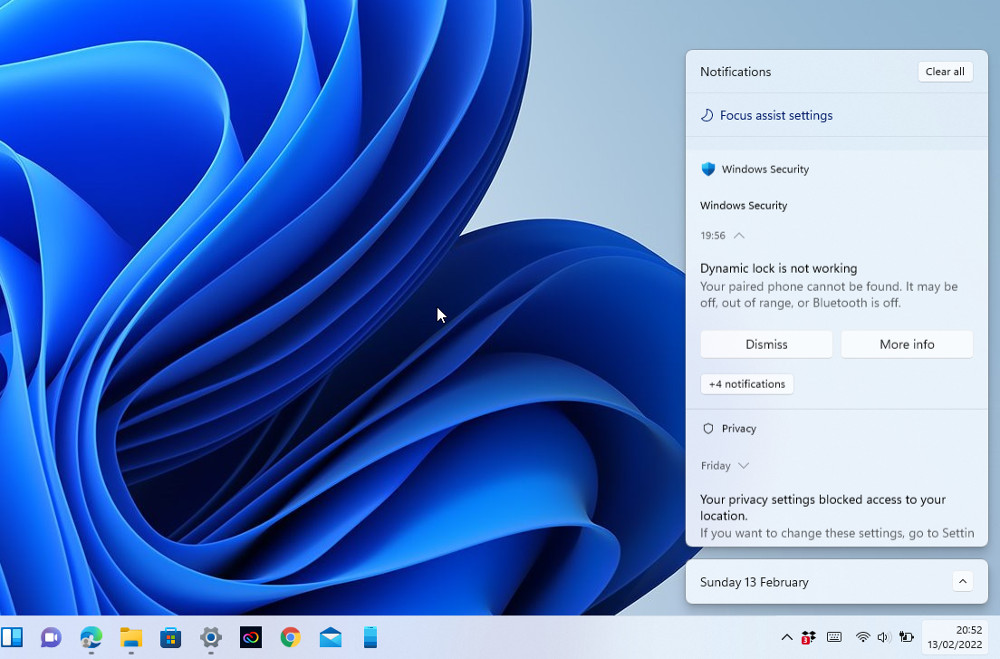 Notifications
Clear all
Focus assist settings
Windows Security
Windows Security
19:56
Dynamic lock is not working
Your paired phone cannot be found. It may be
off, out of range, or Bluetooth is off.
Dismiss
More info
+4 notifications
Privacy
Friday
Your privacy settings blocked access to your
location.
If you want to change these settings, go to Settin
Sunday 13 February
3
20:52
13/02/2022